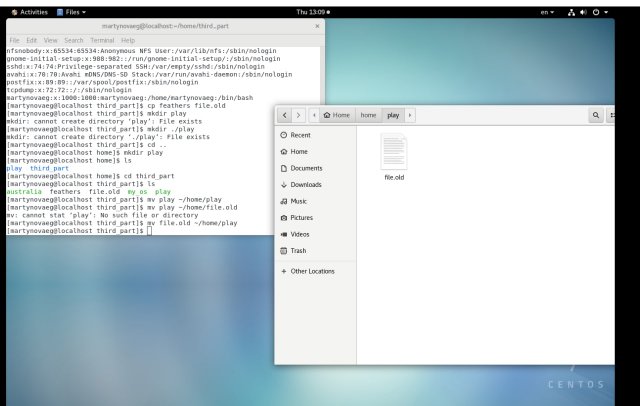 Activities Files Thu 13:09 en
martynovaeg@localhost:~/home/third_part
File Edit View Search Terminal Help
nfsnobody:x:65534:65534:Anonymous NFS User:/var/lib/nfs:/sbin/nologin
gnome-initial-setup:x:988:982::/run/gnome-initial-setup/:/sbin/nologin
sshd:x:74:74:Privilege-separated SSH:/var/empty/sshd:/sbin/nologin
avahi:x:70:70:Avahi mDNS/DNS-SD Stack:/var/run/avahi-daemon:/sbin/nologin
postfix:x:89:89::/var/spool/postfix:/sbin/nologin
tcpdump:x:72:72::/:/sbin/nologin
martynovaeg:x:1000:1000:martynovaeg:/home/martynovaeg:/bin/bash
[martynovaeg@localhost third_part]$ cp feathers file.old
[martynovaeg@localhost third_part]$ mkdir play
mkdir: cannot create directory 'play': File exists
[martynovaeg@localhost third_part]$ mkdir ./play
mkdir: cannot create directory './play': File exists
[martynovaeg@localhost third_part]$ cd ..
[martynovaeg@localhost home]$ mkdir play
[martynovaeg@localhost home]$ ls
play third_part
[martynovaeg@localhost home]$ cd third_part
[martynovaeg@localhost third_part]$ ls
australia feathers file.old my_os play
[martynovaeg@localhost third_part]$ mv play ~/home/play
[martynovaeg@localhost third_part]$ mv play ~/home/file.old
mv: cannot stat 'play': No such file or directory
[martynovaeg@localhost third_part]$ mv file.old ~/home/play
[martynovaeg@localhost third_part]$
Home home play
Recent
Home
Documents
Downloads
Music
Pictures
Videos
Trash
Other Locations
file.old
CENTOS